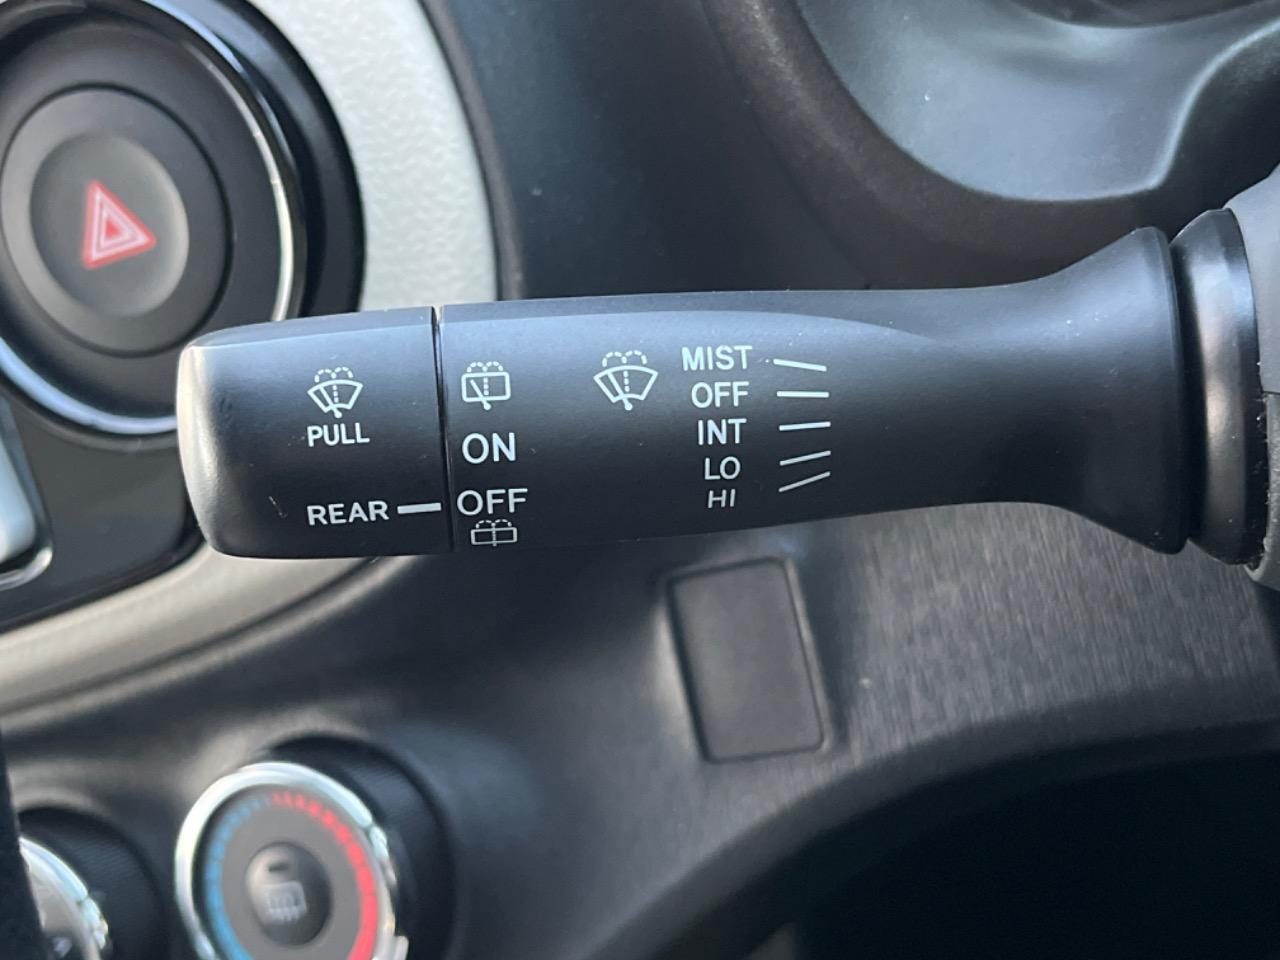 PULL
REAR
ON
OFF
MIST
OFF
INT
LO
HI